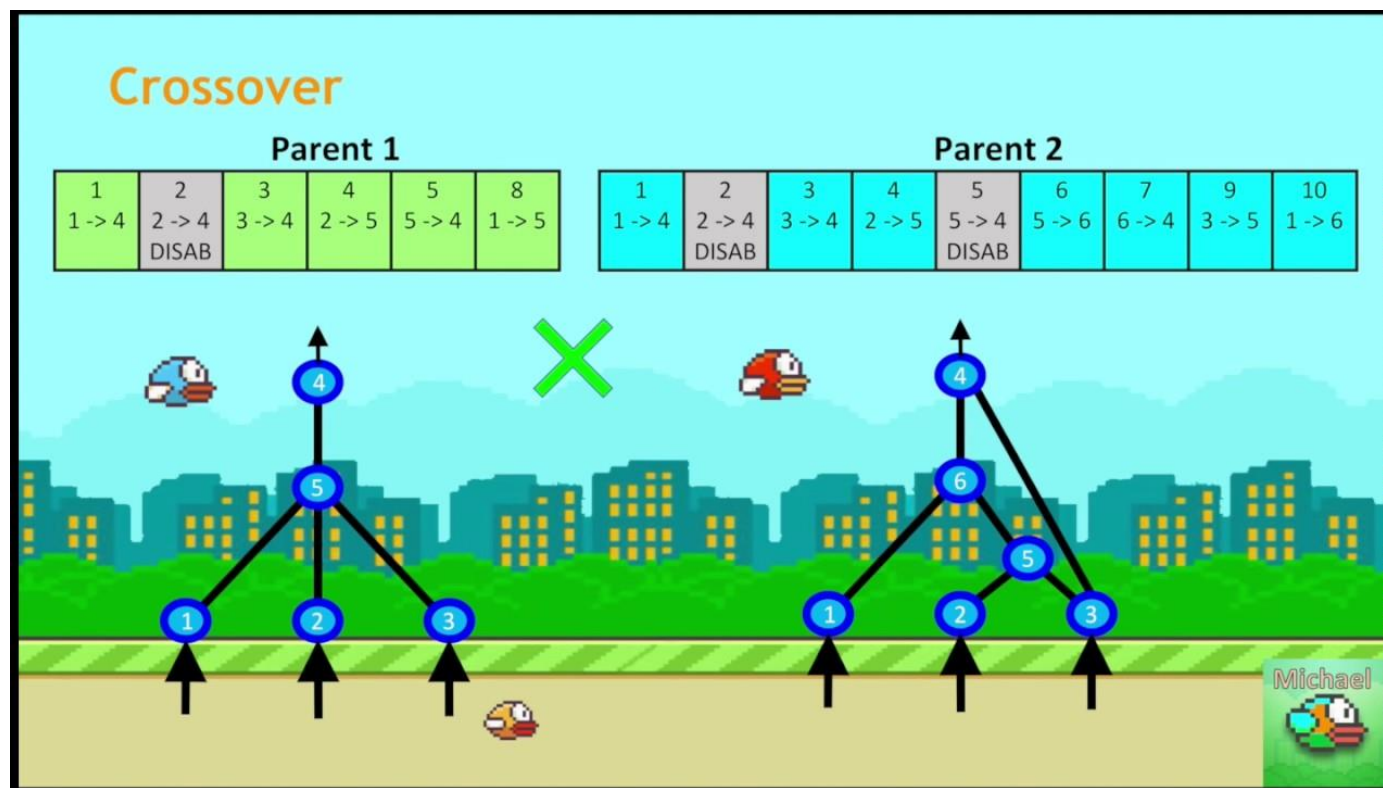 Crossover
Parent 1
1 2 3 4 5 8
1 -> 4 2 -> 4 3 -> 4 2 -> 5 5 -> 4 1 -> 5
DISAB
Parent 2
1 2 3 4 5 6 7 9 10
1 -> 4 2 -> 4 3 -> 4 2 -> 5 5 -> 4 5 -> 6 6 -> 4 3 -> 5 1 -> 6
DISAB DISAB
4
5
1 2 3
4
6
5
1 2 3
Michael